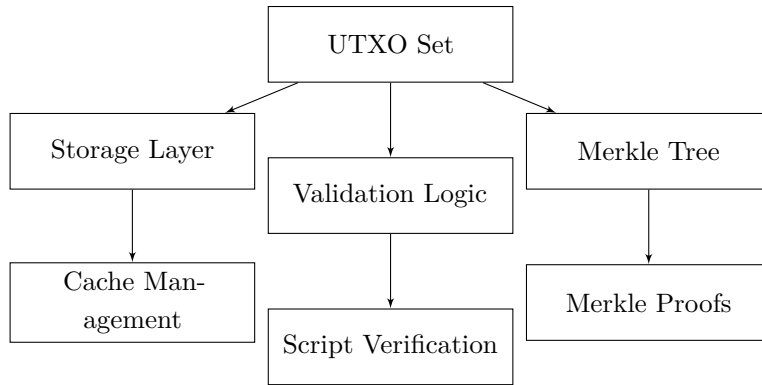 UTXO Set
Storage Layer
Merkle Tree
Validation Logic
Cache Man-
agement
Merkle Proofs
Script Verification